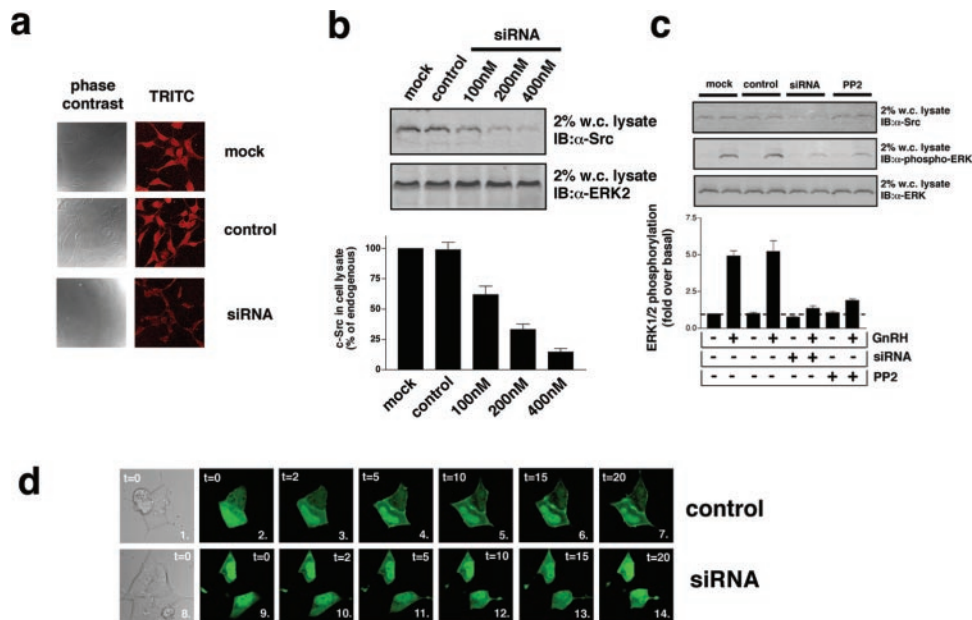 a
phase
contrast
TRITC
mock
control
siRNA
b
siRNA
mock
control
100nM
200nM
400nM
2% w.c. lysate
IB:α-Src
2% w.c. lysate
IB:α-ERK2
c-Src in cell lysate
(% of endogenous)
100
75
50
25
0
mock
control
100nM
200nM
400nM
c
mock control siRNA PP2
2% w.c. lysate
IB:α-Src
2% w.c. lysate
IB:α-phospho-ERK
2% w.c. lysate
IB:α-ERK
ERK1/2 phosphorylation
(fold over basal)
7.5
5.0
2.5
0.0
- + - + - + - + GnRH
- - - - + + - - siRNA
- - - - - - + + PP2
d
t=0 t=0 t=2 t=5 t=10 t=15 t=20
1. 2. 3. 4. 5. 6. 7.
control
t=0 t=0 t=2 t=5 t=10 t=15 t=20
8. 9. 10. 11. 12. 13. 14.
siRNA